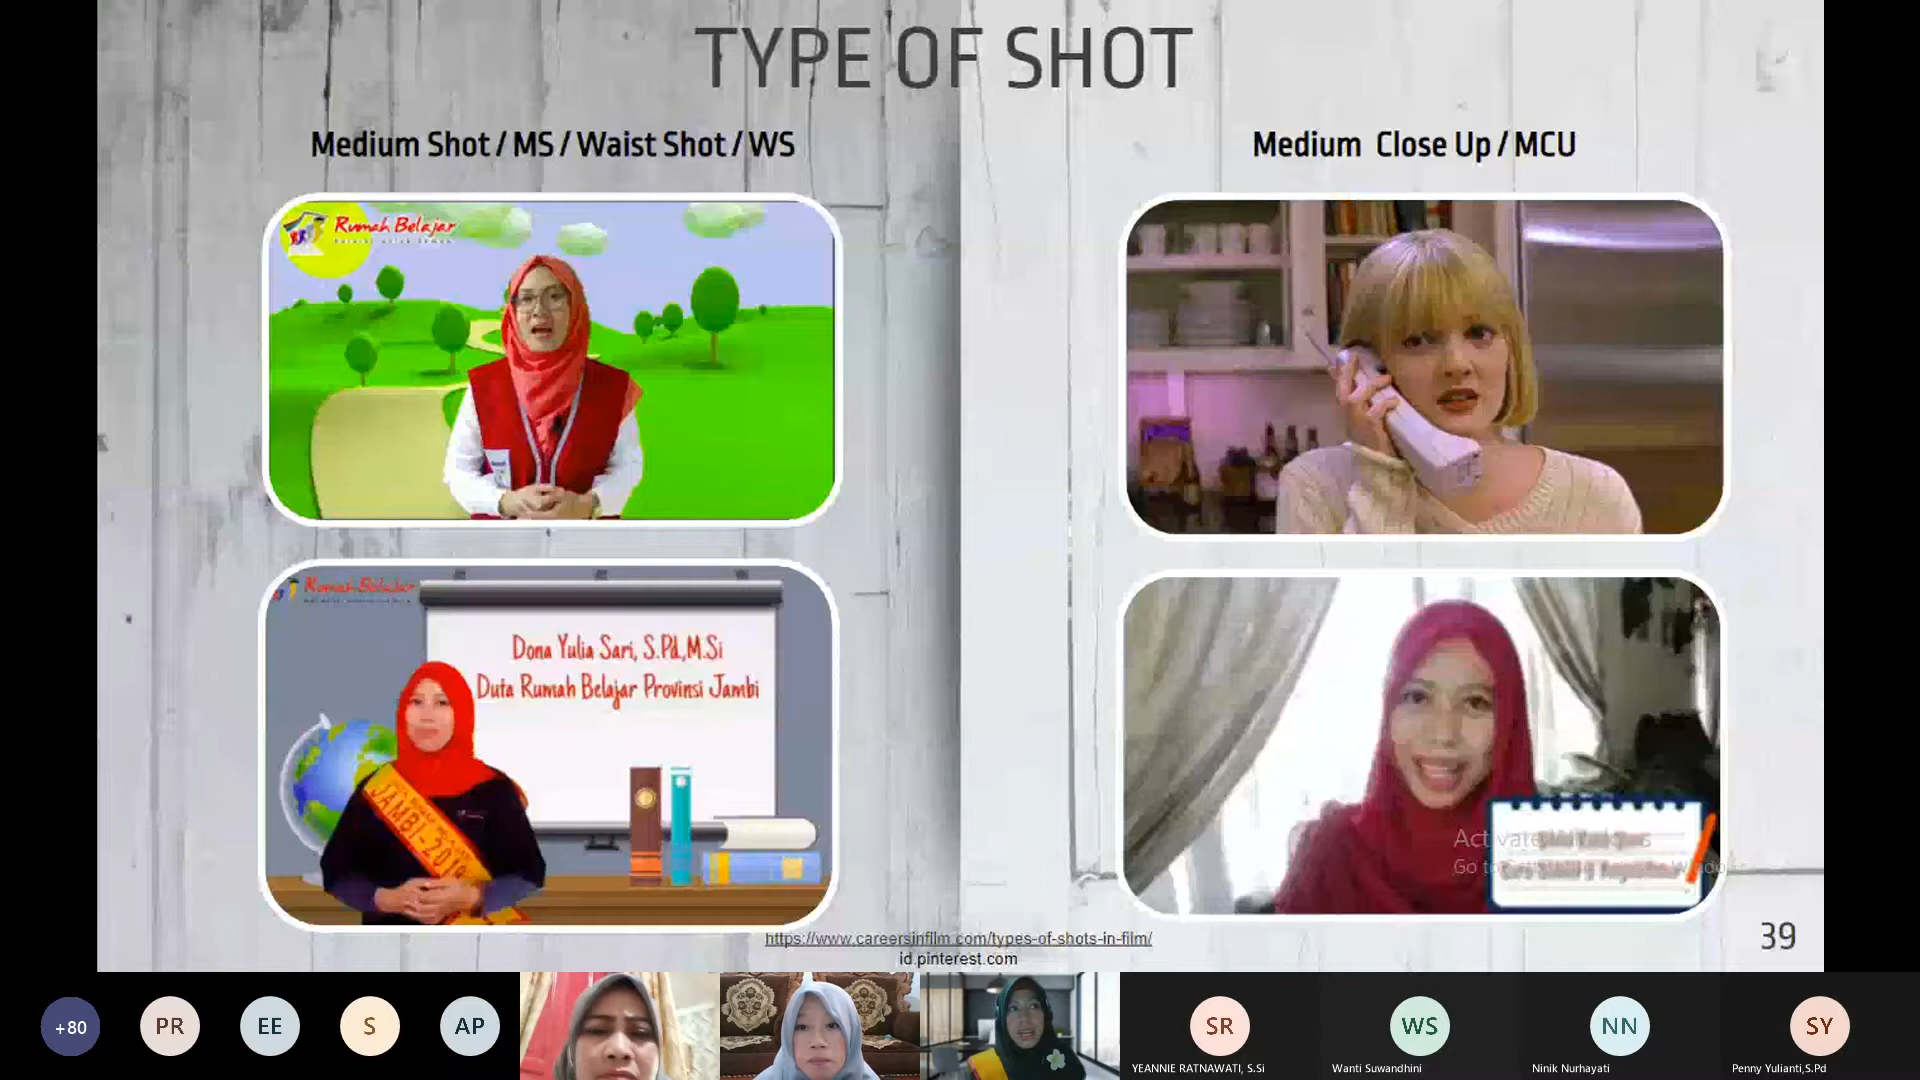 TYPE OF SHOT
Medium Shot / MS / Waist Shot / WS
Medium Close Up / MCU
Rumah Belajar
Rumah Belajar
Dona Yulia Sari, S.Pd,M.Si
Duta Rumah Belajar Provinsi Jambi
JAMBI-2019
Activate Windows
Go to
https://www.careersinfilm.com/types-of-shots-in-film/
id.pinterest.com
39
+80
PR
EE
S
AP
SR
WS
NN
SY
YEANNIE RATNAWATI, S.Si
Wanti Suwandhini
Ninik Nurhayati
Penny Yulianti,S.Pd